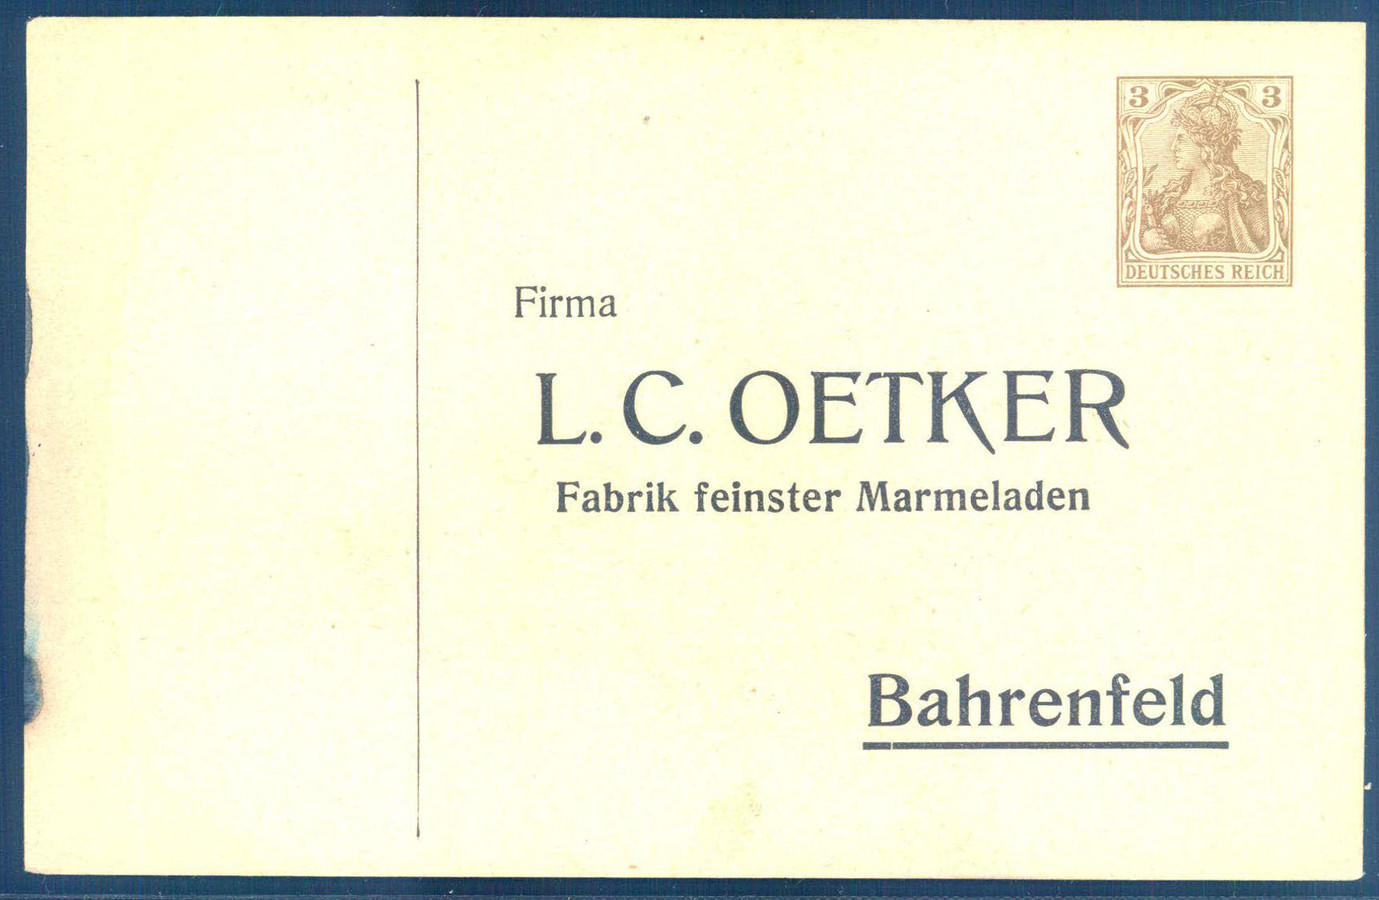 3 3
DEUTSCHES REICH
Firma
L. C. OETKER
Fabrik feinster Marmeladen
Bahrenfeld